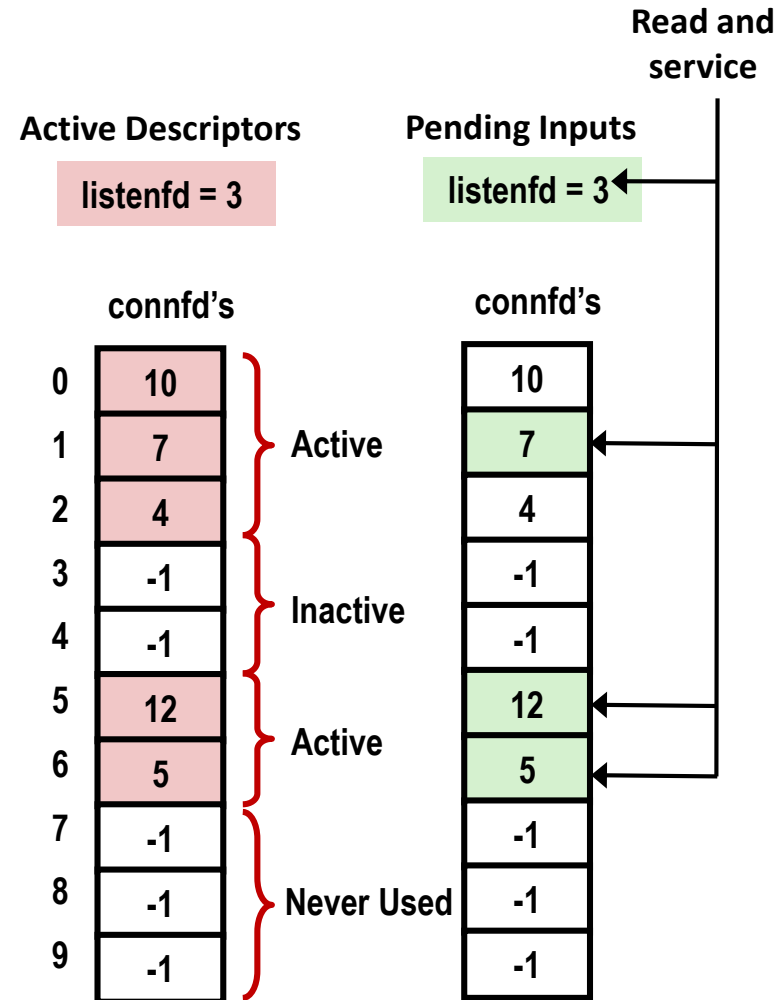 Read and
service
Active Descriptors
Pending Inputs
listenfd = 3
listenfd = 3
connfd's
connfd's
0 10 10
1 7 Active 7
2 4 4
3 -1 -1
Inactive
4 -1 -1
5 12 12
Active
6 5 5
7 -1 -1
8 -1 Never Used -1
9 -1 -1